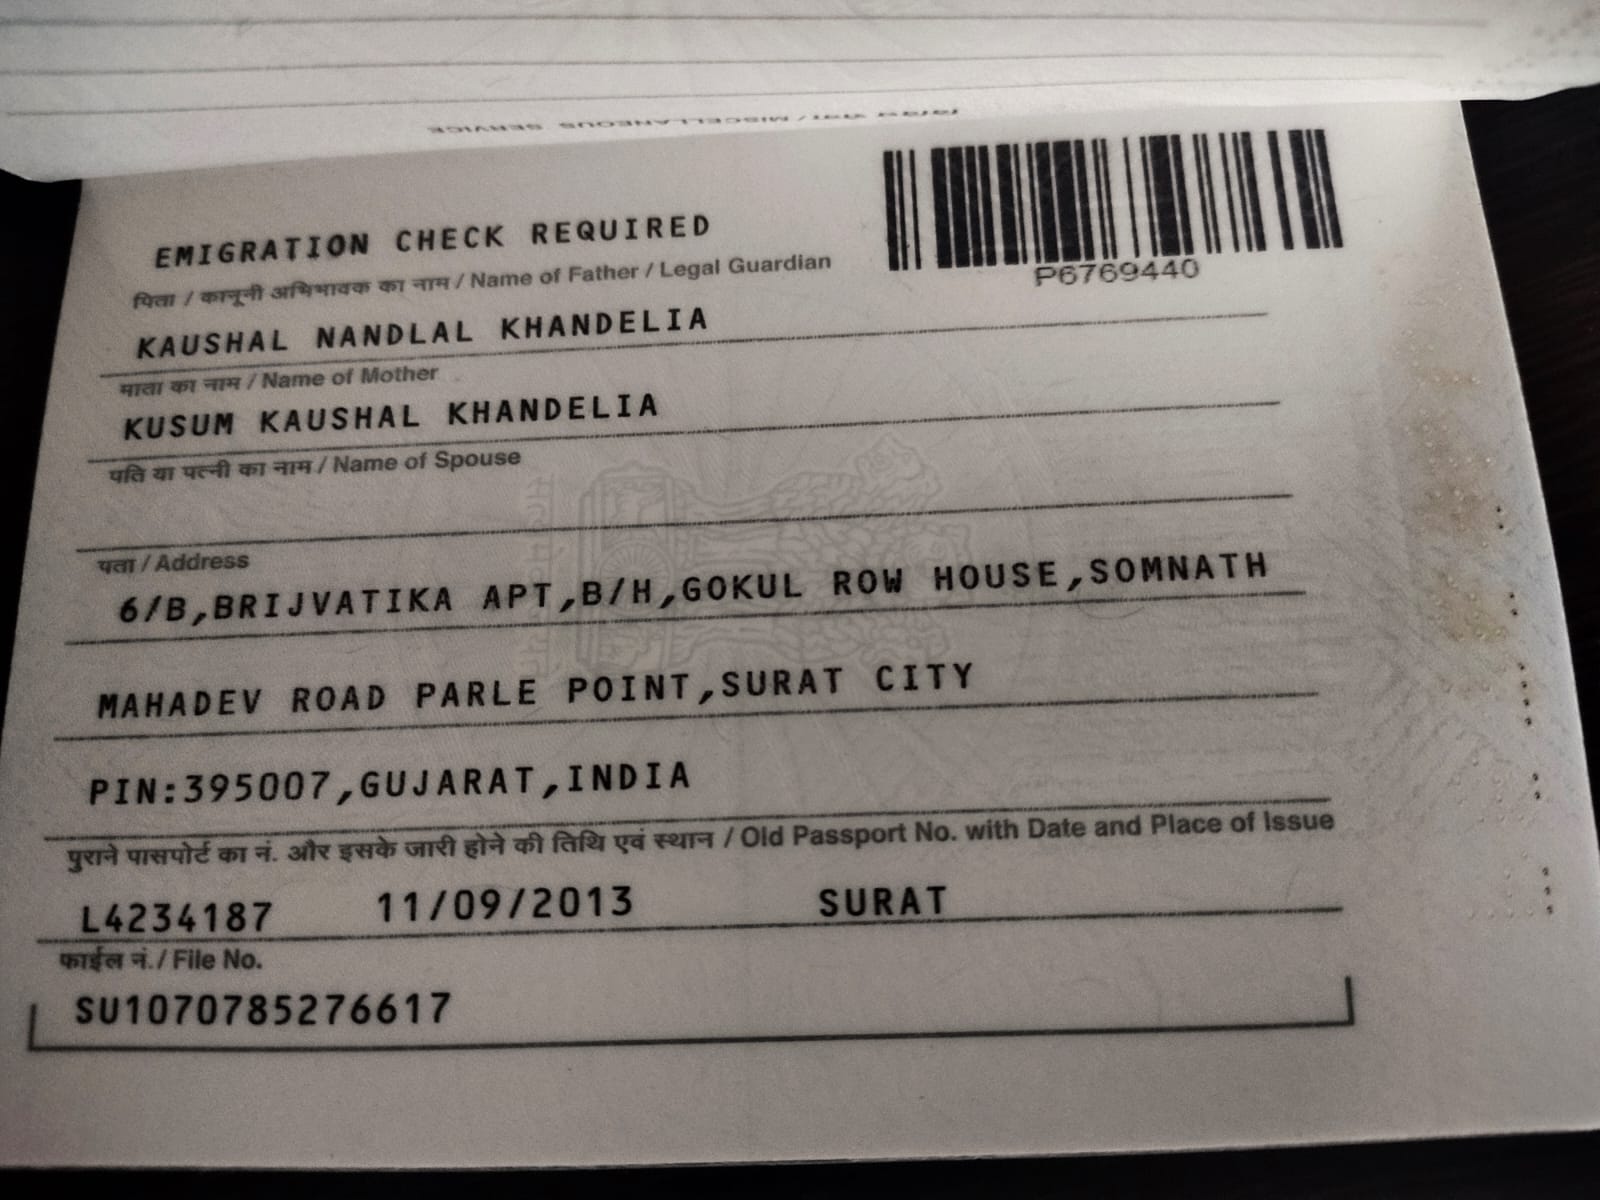 MISCELLANEOUS SERVICE
EMIGRATION CHECK REQUIRED
P6769440
पिता / कानूनी अभिभावक का नाम / Name of Father / Legal Guardian
KAUSHAL NANDLAL KHANDELIA
माता का नाम / Name of Mother
KUSUM KAUSHAL KHANDELIA
पति या पत्नी का नाम / Name of Spouse
पता / Address
6/B,BRIJVATIKA APT,B/H,GOKUL ROW HOUSE,SOMNATH
MAHADEV ROAD PARLE POINT,SURAT CITY
PIN:395007,GUJARAT,INDIA
पुराने पासपोर्ट का नं. और इसके जारी होने की तिथि एवं स्थान / Old Passport No. with Date and Place of Issue
L4234187 11/09/2013 SURAT
फाईल नं./ File No.
SU1070785276617